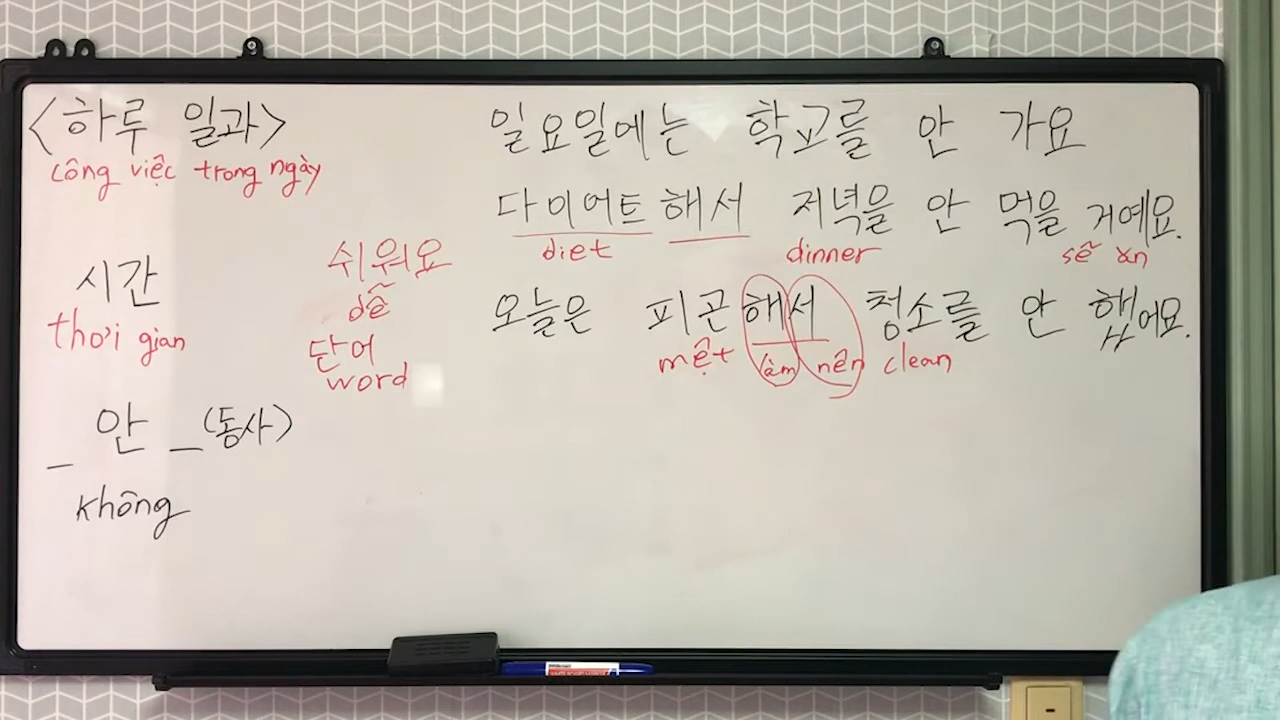 <하루 일과>
công việc trong ngày
시간
thời gian
쉬워요
dễ
단어
word
_ 안 _(동사)
không
일요일에는 학교를 안 가요
다이어트 해서 저녁을 안 먹을 거예요.
diet dinner sẽ ăn
오늘은 피곤해서 청소를 안 했어요.
mệt làm nên clean